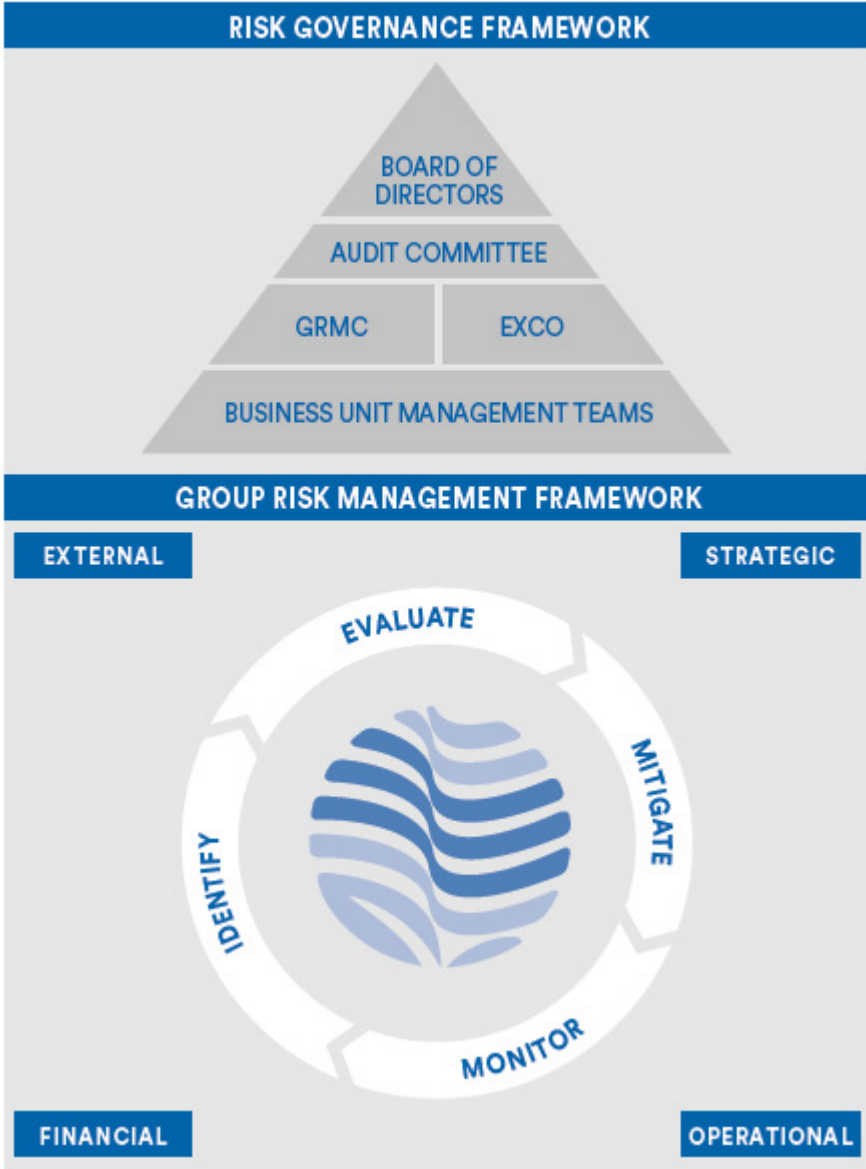 RISK GOVERNANCE FRAMEWORK
BOARD OF
DIRECTORS
AUDIT COMMITTEE
GRMC
EXCO
BUSINESS UNIT MANAGEMENT TEAMS
GROUP RISK MANAGEMENT FRAMEWORK
EXTERNAL
STRATEGIC
EVALUATE
MITIGATE
IDENTIFY
MONITOR
FINANCIAL
OPERATIONAL